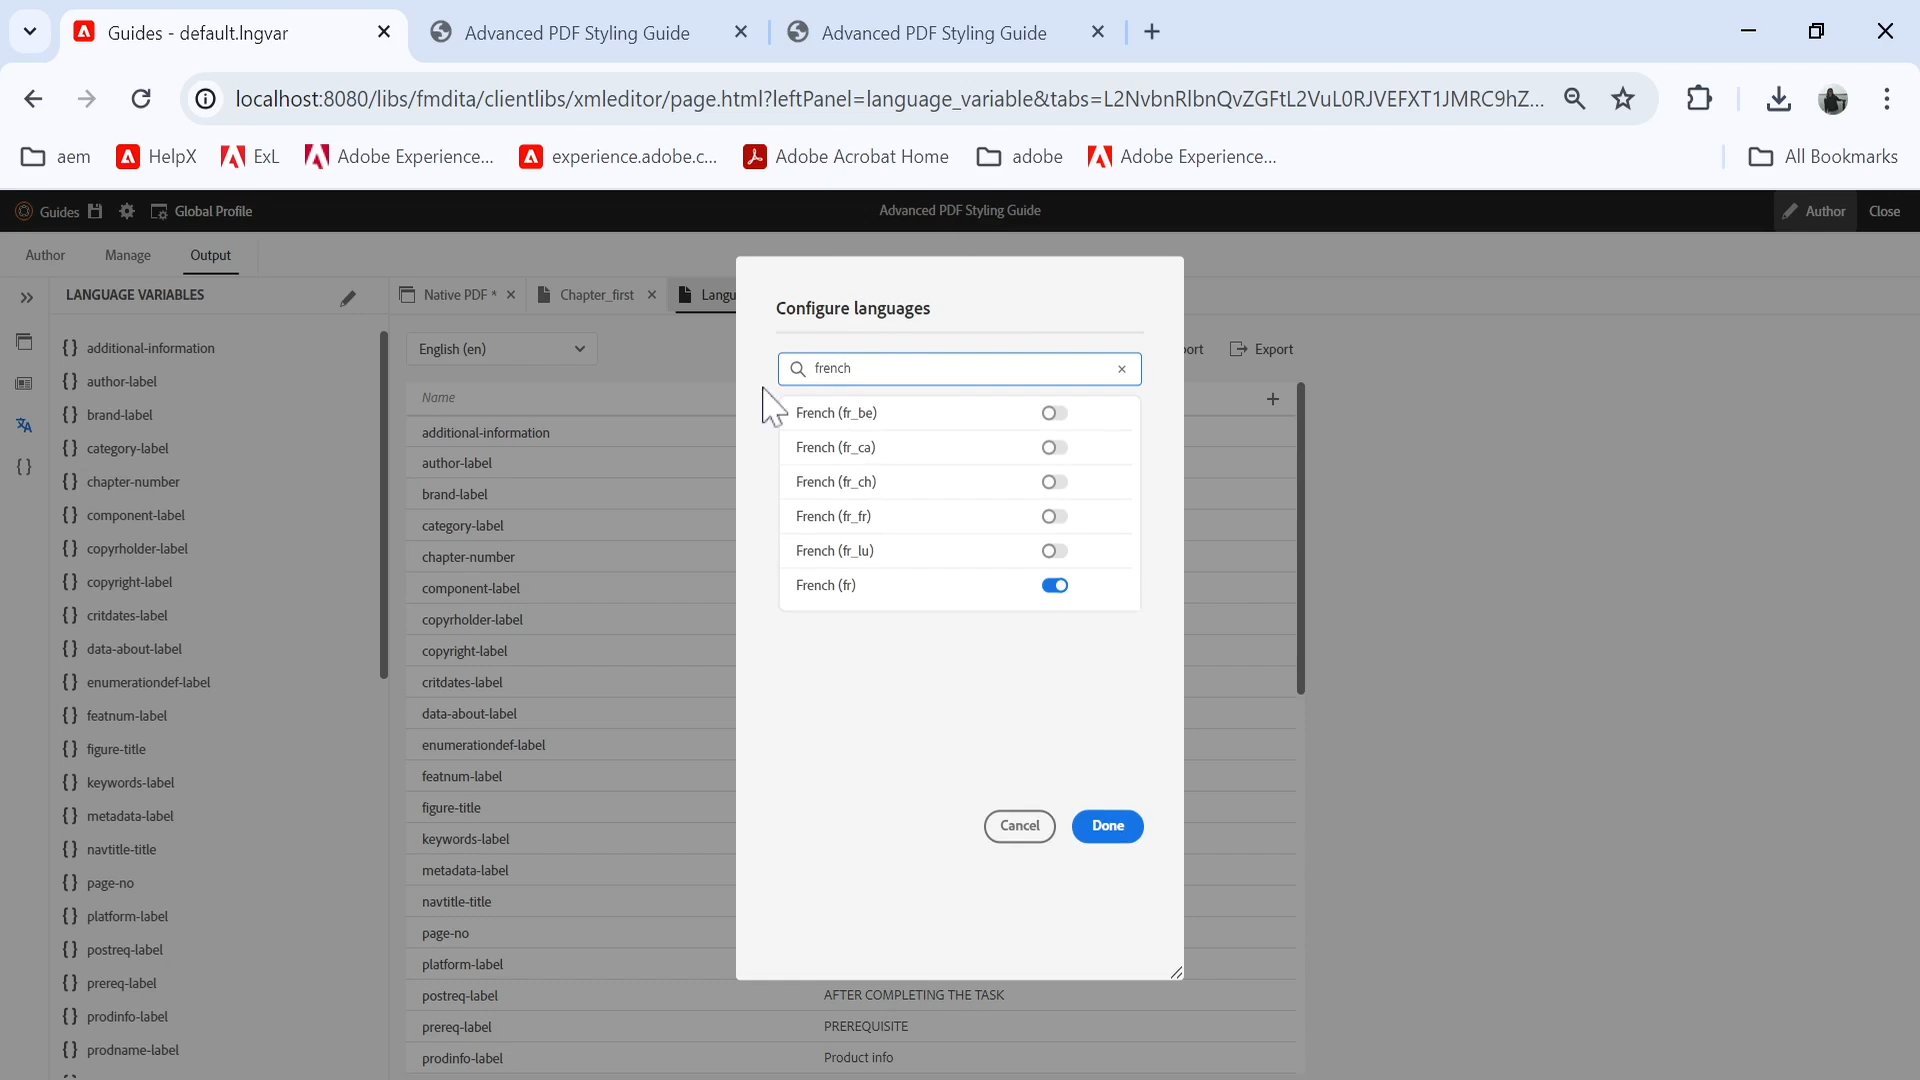 Guides - default.lngvar
Advanced PDF Styling Guide
Advanced PDF Styling Guide
localhost:8080/libs/fmdita/clientlibs/xmleditor/page.html?leftPanel=language_variable&tabs=L2NvbnRlbnQvZGFtL2VuL0RJVEFXT1JMRC9hZ...
aem
HelpX
ExL
Adobe Experience...
experience.adobe.c...
Adobe Acrobat Home
adobe
Adobe Experience...
All Bookmarks
Guides
Global Profile
Advanced PDF Styling Guide
Author
Close
Author
Manage
Output
LANGUAGE VARIABLES
Native PDF *
Chapter_first
Langu
additional-information
author-label
brand-label
category-label
chapter-number
component-label
copyrholder-label
copyright-label
critdates-label
data-about-label
enumerationdef-label
featnum-label
figure-title
keywords-label
metadata-label
navtitle-title
page-no
platform-label
postreq-label
prereq-label
prodinfo-label
prodname-label
English (en)
ort
Export
Name
additional-information
author-label
brand-label
category-label
chapter-number
component-label
copyrholder-label
copyright-label
critdates-label
data-about-label
enumerationdef-label
featnum-label
figure-title
keywords-label
metadata-label
navtitle-title
page-no
platform-label
postreq-label AFTER COMPLETING THE TASK
prereq-label PREREQUISITE
prodinfo-label Product info
Configure languages
french
French (fr_be)
French (fr_ca)
French (fr_ch)
French (fr_fr)
French (fr_lu)
French (fr)
Cancel
Done